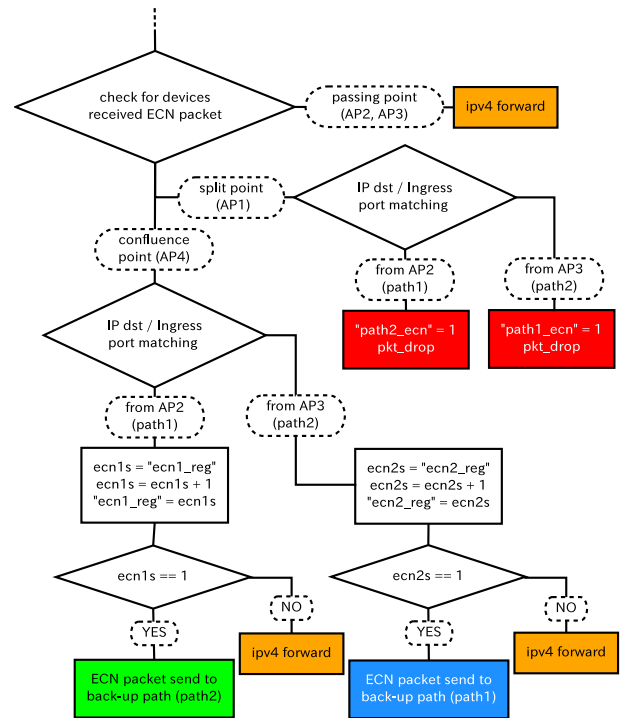 check for devices
received ECN packet
passing point
(AP2, AP3)
ipv4 forward
split point
(AP1)
IP dst / Ingress
port matching
confluence
point (AP4)
from AP2
(path1)
from AP3
(path2)
"path2_ecn" = 1
pkt_drop
"path1_ecn" = 1
pkt_drop
IP dst / Ingress
port matching
from AP2
(path1)
from AP3
(path2)
ecn1s = "ecn1_reg"
ecn1s = ecn1s + 1
"ecn1_reg" = ecn1s
ecn2s = "ecn2_reg"
ecn2s = ecn2s + 1
"ecn2_reg" = ecn2s
ecn1s == 1
ecn2s == 1
NO
NO
YES
YES
ipv4 forward
ipv4 forward
ECN packet send to
back-up path (path2)
ECN packet send to
back-up path (path1)